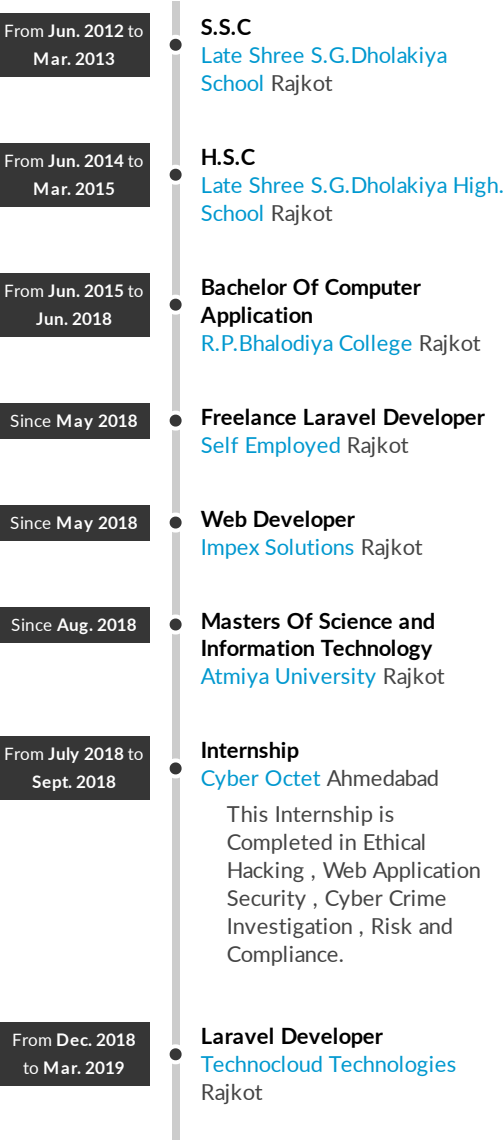 From Jun. 2012 to
Mar. 2013
S.S.C
Late Shree S.G.Dholakiya
School Rajkot
From Jun. 2014 to
Mar. 2015
H.S.C
Late Shree S.G.Dholakiya High.
School Rajkot
From Jun. 2015 to
Jun. 2018
Bachelor Of Computer
Application
R.P.Bhalodiya College Rajkot
Since May 2018
Freelance Laravel Developer
Self Employed Rajkot
Since May 2018
Web Developer
Impex Solutions Rajkot
Since Aug. 2018
Masters Of Science and
Information Technology
Atmiya University Rajkot
From July 2018 to
Sept. 2018
Internship
Cyber Octet Ahmedabad
This Internship is
Completed in Ethical
Hacking , Web Application
Security , Cyber Crime
Investigation , Risk and
Compliance.
From Dec. 2018
to Mar. 2019
Laravel Developer
Technocloud Technologies
Rajkot